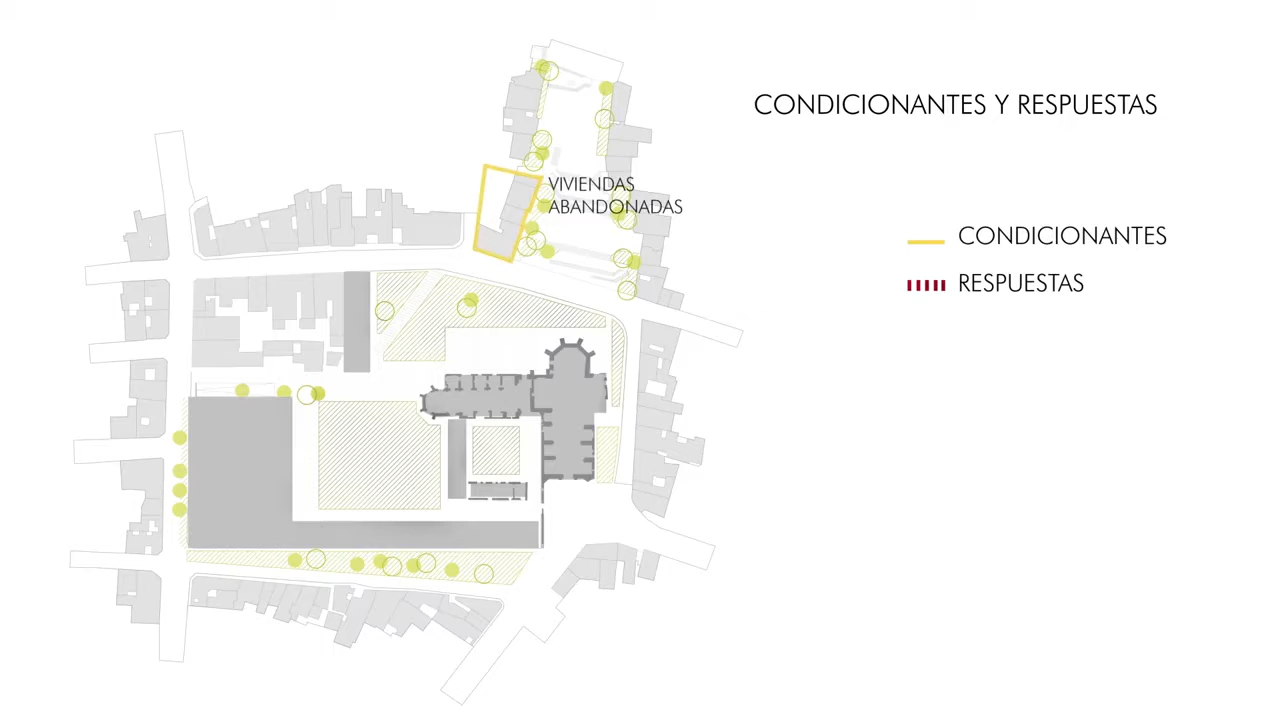 CONDICIONANTES Y RESPUESTAS
VIVIENDAS
ABANDONADAS
CONDICIONANTES
RESPUESTAS